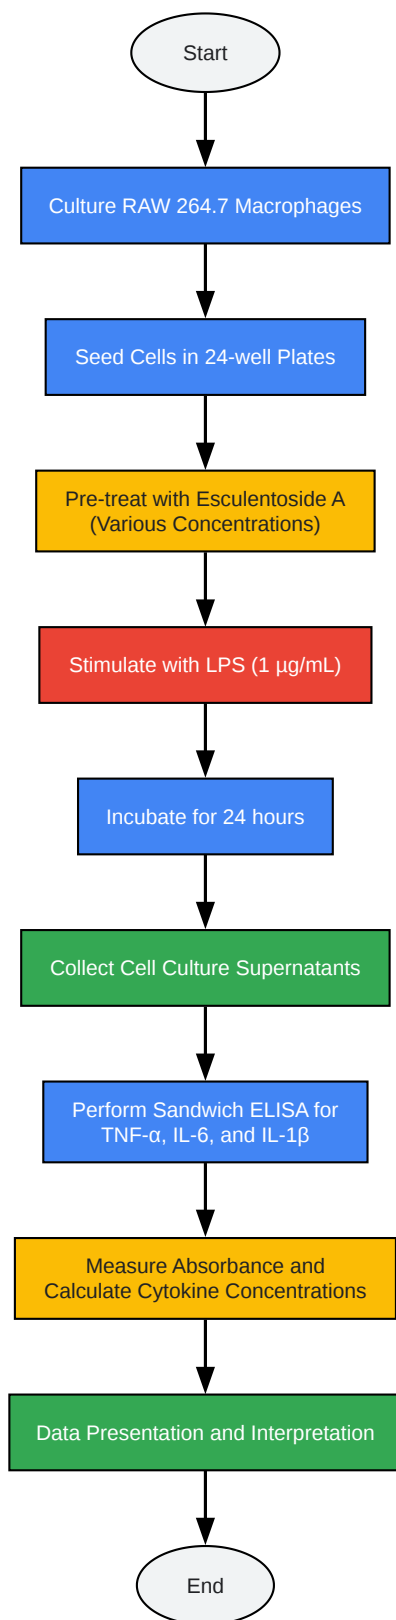 Start
Culture RAW 264.7 Macrophages
Seed Cells in 24-well Plates
Pre-treat with Esculentoside A
(Various Concentrations)
Stimulate with LPS (1 µg/mL)
Incubate for 24 hours
Collect Cell Culture Supernatants
Perform Sandwich ELISA for
TNF-α, IL-6, and IL-1β
Measure Absorbance and
Calculate Cytokine Concentrations
Data Presentation and Interpretation
End